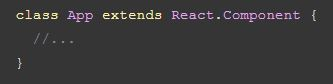 class App extends React.Component {
  //...
}